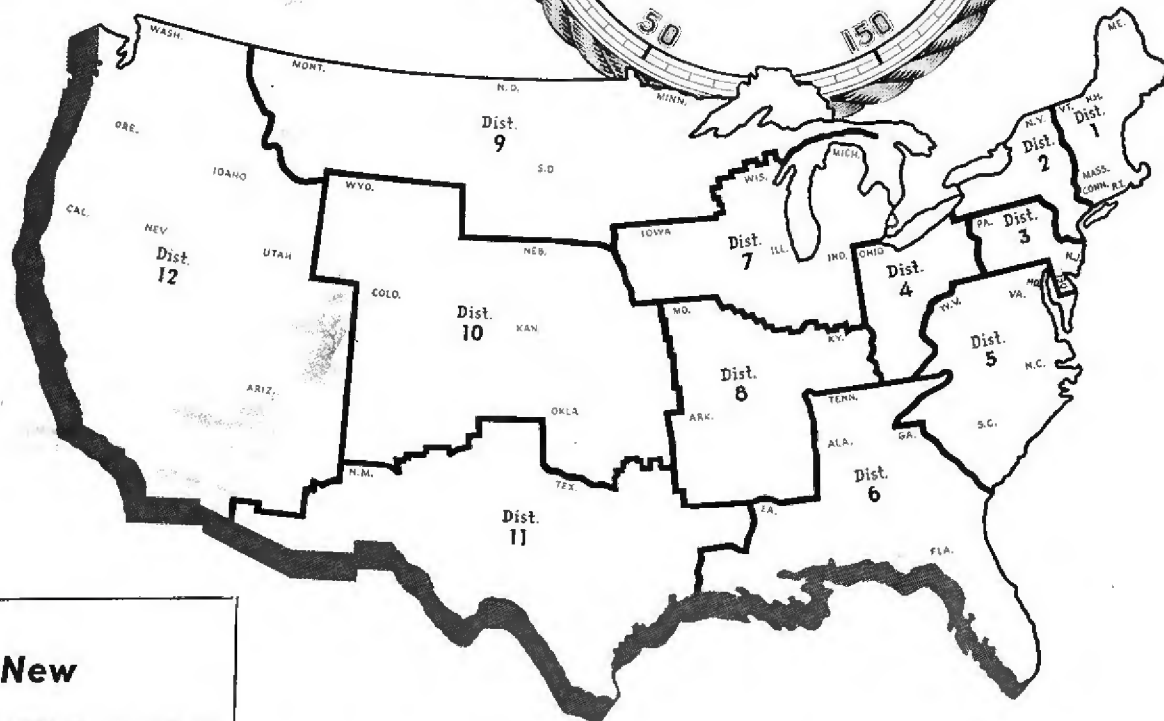 50 150
WASH.
MONT.
N.D.
MINN.
ME.
ORE.
Dist.
9
N.Y.
VT. N.H.
Dist.
1
Dist.
2
IDAHO
S.D
WYO.
WIS.
MICH.
MASS.
CONN. R.I.
CAL.
NEV
Dist.
12
UTAH
NEB.
IOWA
Dist.
7
ILL.
IND.
OHIO
PA.
Dist.
3
N.J.
Dist.
4
COLO.
Dist.
10
KAN.
MO.
KY.
W.V.
VA.
Dist.
5
N.C.
ARIZ.
OKLA
Dist.
8
ARK.
TENN.
ALA.
GA.
S.C.
N.M.
TEX.
Dist.
6
Dist.
11
FLA.
New